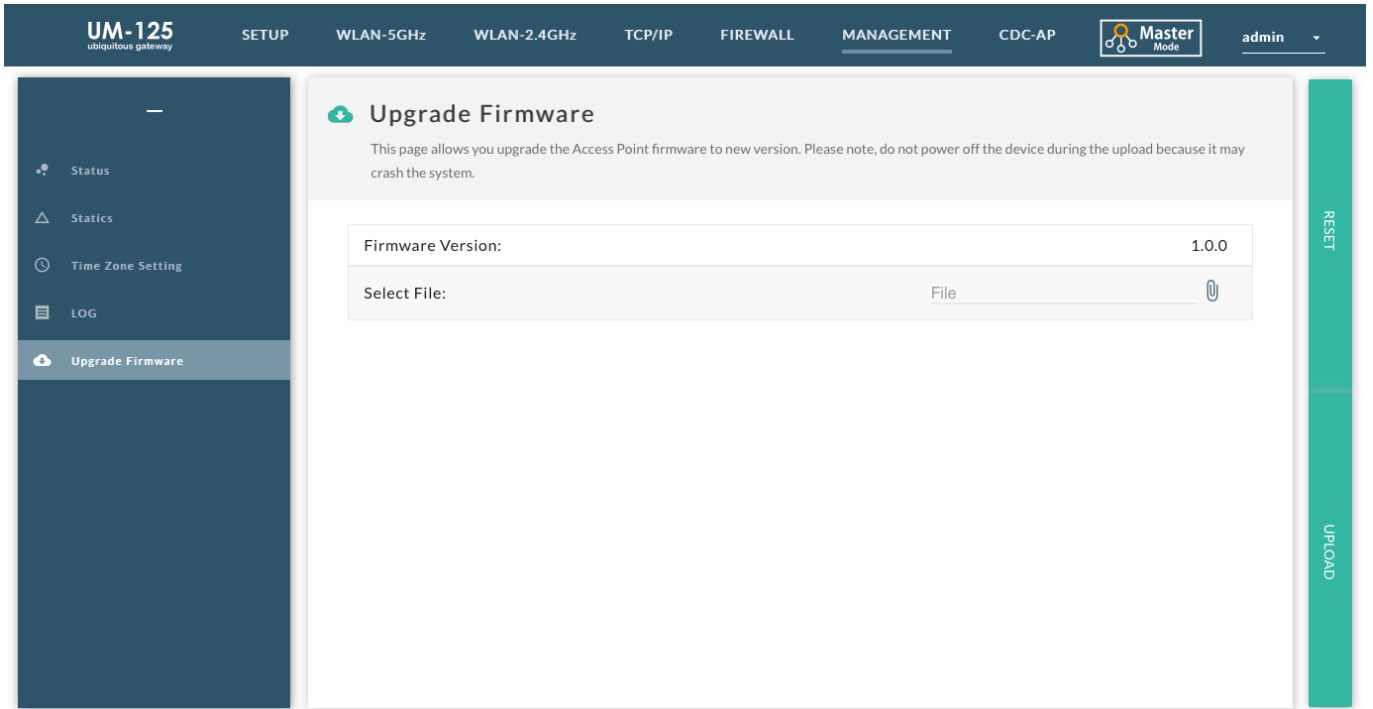 UM-125
ubiquitous gateway
SETUP
WLAN-5GHz
WLAN-2.4GHz
TCP/IP
FIREWALL
MANAGEMENT
CDC-AP
Master
Mode
admin
Status
Statics
Time Zone Setting
LOG
Upgrade Firmware
Upgrade Firmware
This page allows you upgrade the Access Point firmware to new version. Please note, do not power off the device during the upload because it may
crash the system.
Firmware Version: 1.0.0
Select File: File
RESET
UPLOAD